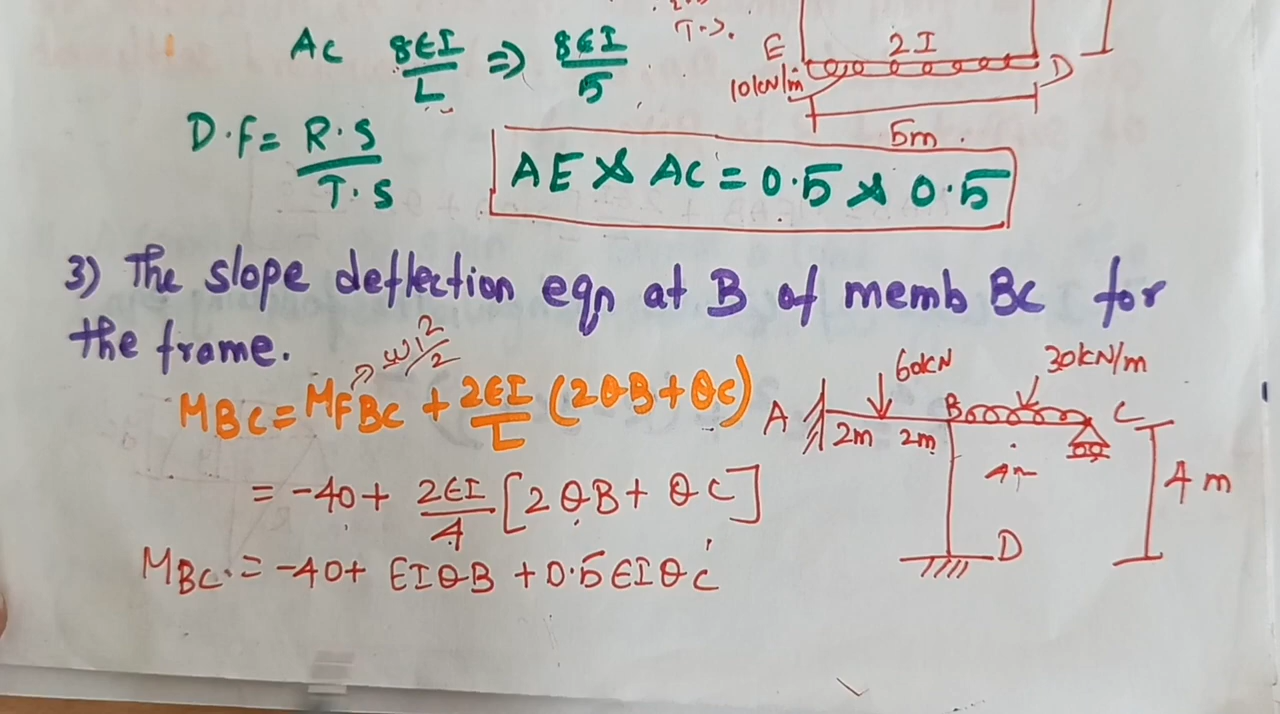 AC 8EI/L ⇒ 8EI/5
T.S.
E 2I D
10kN/m
5m
D.F = R.S/T.S
AE & AC = 0.5 & 0.5
3) The slope deflection eqn at B of memb BC for
the frame.
wl²/2
MBC = MFBC + 2EI/L (2θB + θC)
= -40 + 2EI/4 [2θB + θC]
MBC = -40 + EIθB + 0.5EIθC
60kN 30kN/m
A B C
2m 2m 4m
4m
D